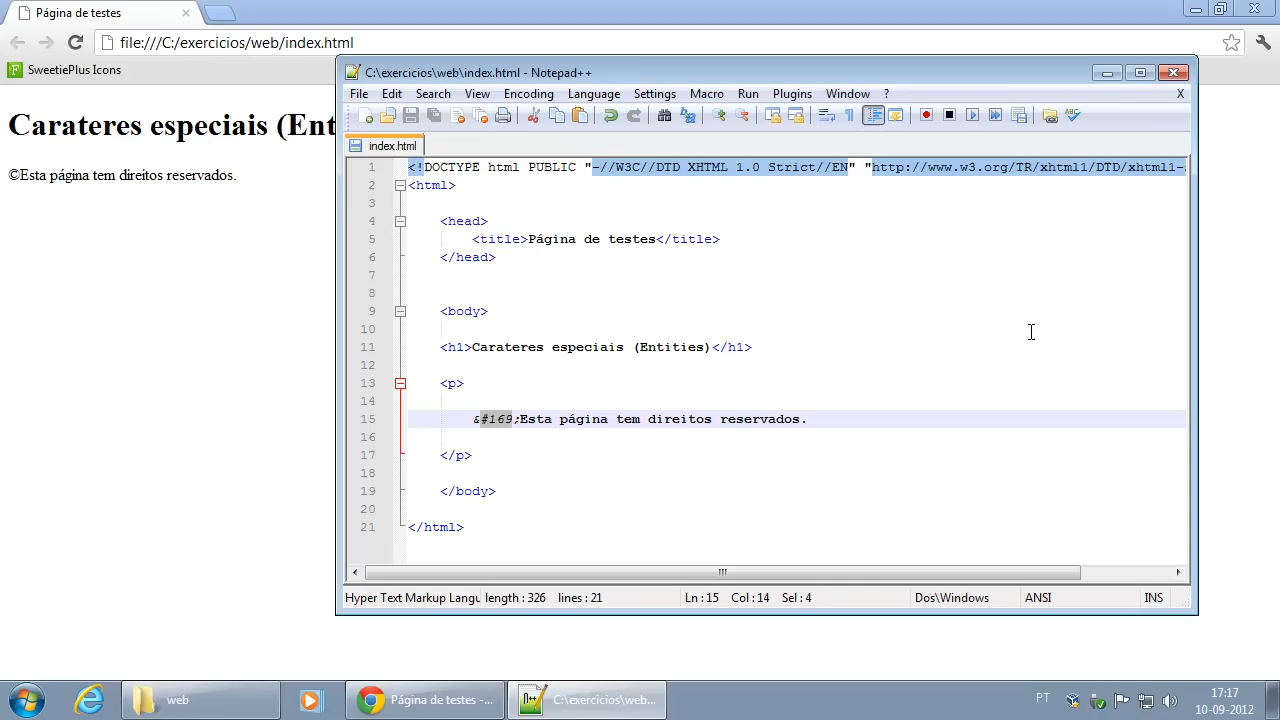 Página de testes
file:///C:/exercicios/web/index.html
SweetiePlus Icons
Carateres especiais (Ent
©Esta página tem direitos reservados.
C:\exercicios\web\index.html - Notepad++
File Edit Search View Encoding Language Settings Macro Run Plugins Window ? X
index.html
1 <!DOCTYPE html PUBLIC "-//W3C//DTD XHTML 1.0 Strict//EN" "http://www.w3.org/TR/xhtml1/DTD/xhtml1-
2 <html>
3
4 <head>
5 <title>Página de testes</title>
6 </head>
7
8
9 <body>
10
11 <h1>Carateres especiais (Entities)</h1>
12
13 <p>
14
15 &#169;Esta página tem direitos reservados.
16
17 </p>
18
19 </body>
20
21 </html>
Hyper Text Markup Langu length : 326 lines : 21 Ln : 15 Col : 14 Sel : 4 Dos\Windows ANSI INS
web
Página de testes -...
C:\exercicios\web...
PT
17:17
10-09-2012